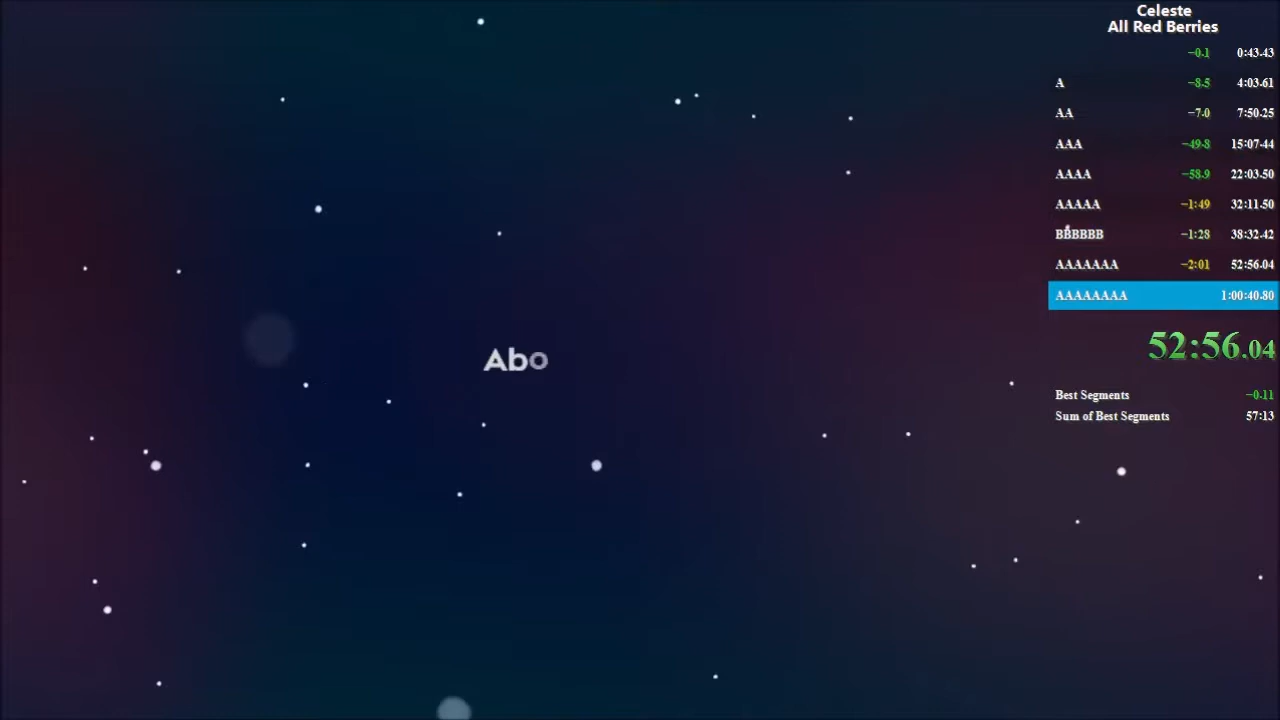 Celeste
All Red Berries
−0.1 0:43.43
A −8.5 4:03.61
AA −7.0 7:50.25
AAA −49.8 15:07.44
AAAA −58.9 22:03.50
AAAAA −1:49 32:11.50
BBBBBB −1:28 38:32.42
AAAAAAA −2:01 52:56.04
AAAAAAAA 1:00:40.80
52:56.04
Abo
Best Segments −0.11
Sum of Best Segments 57:13